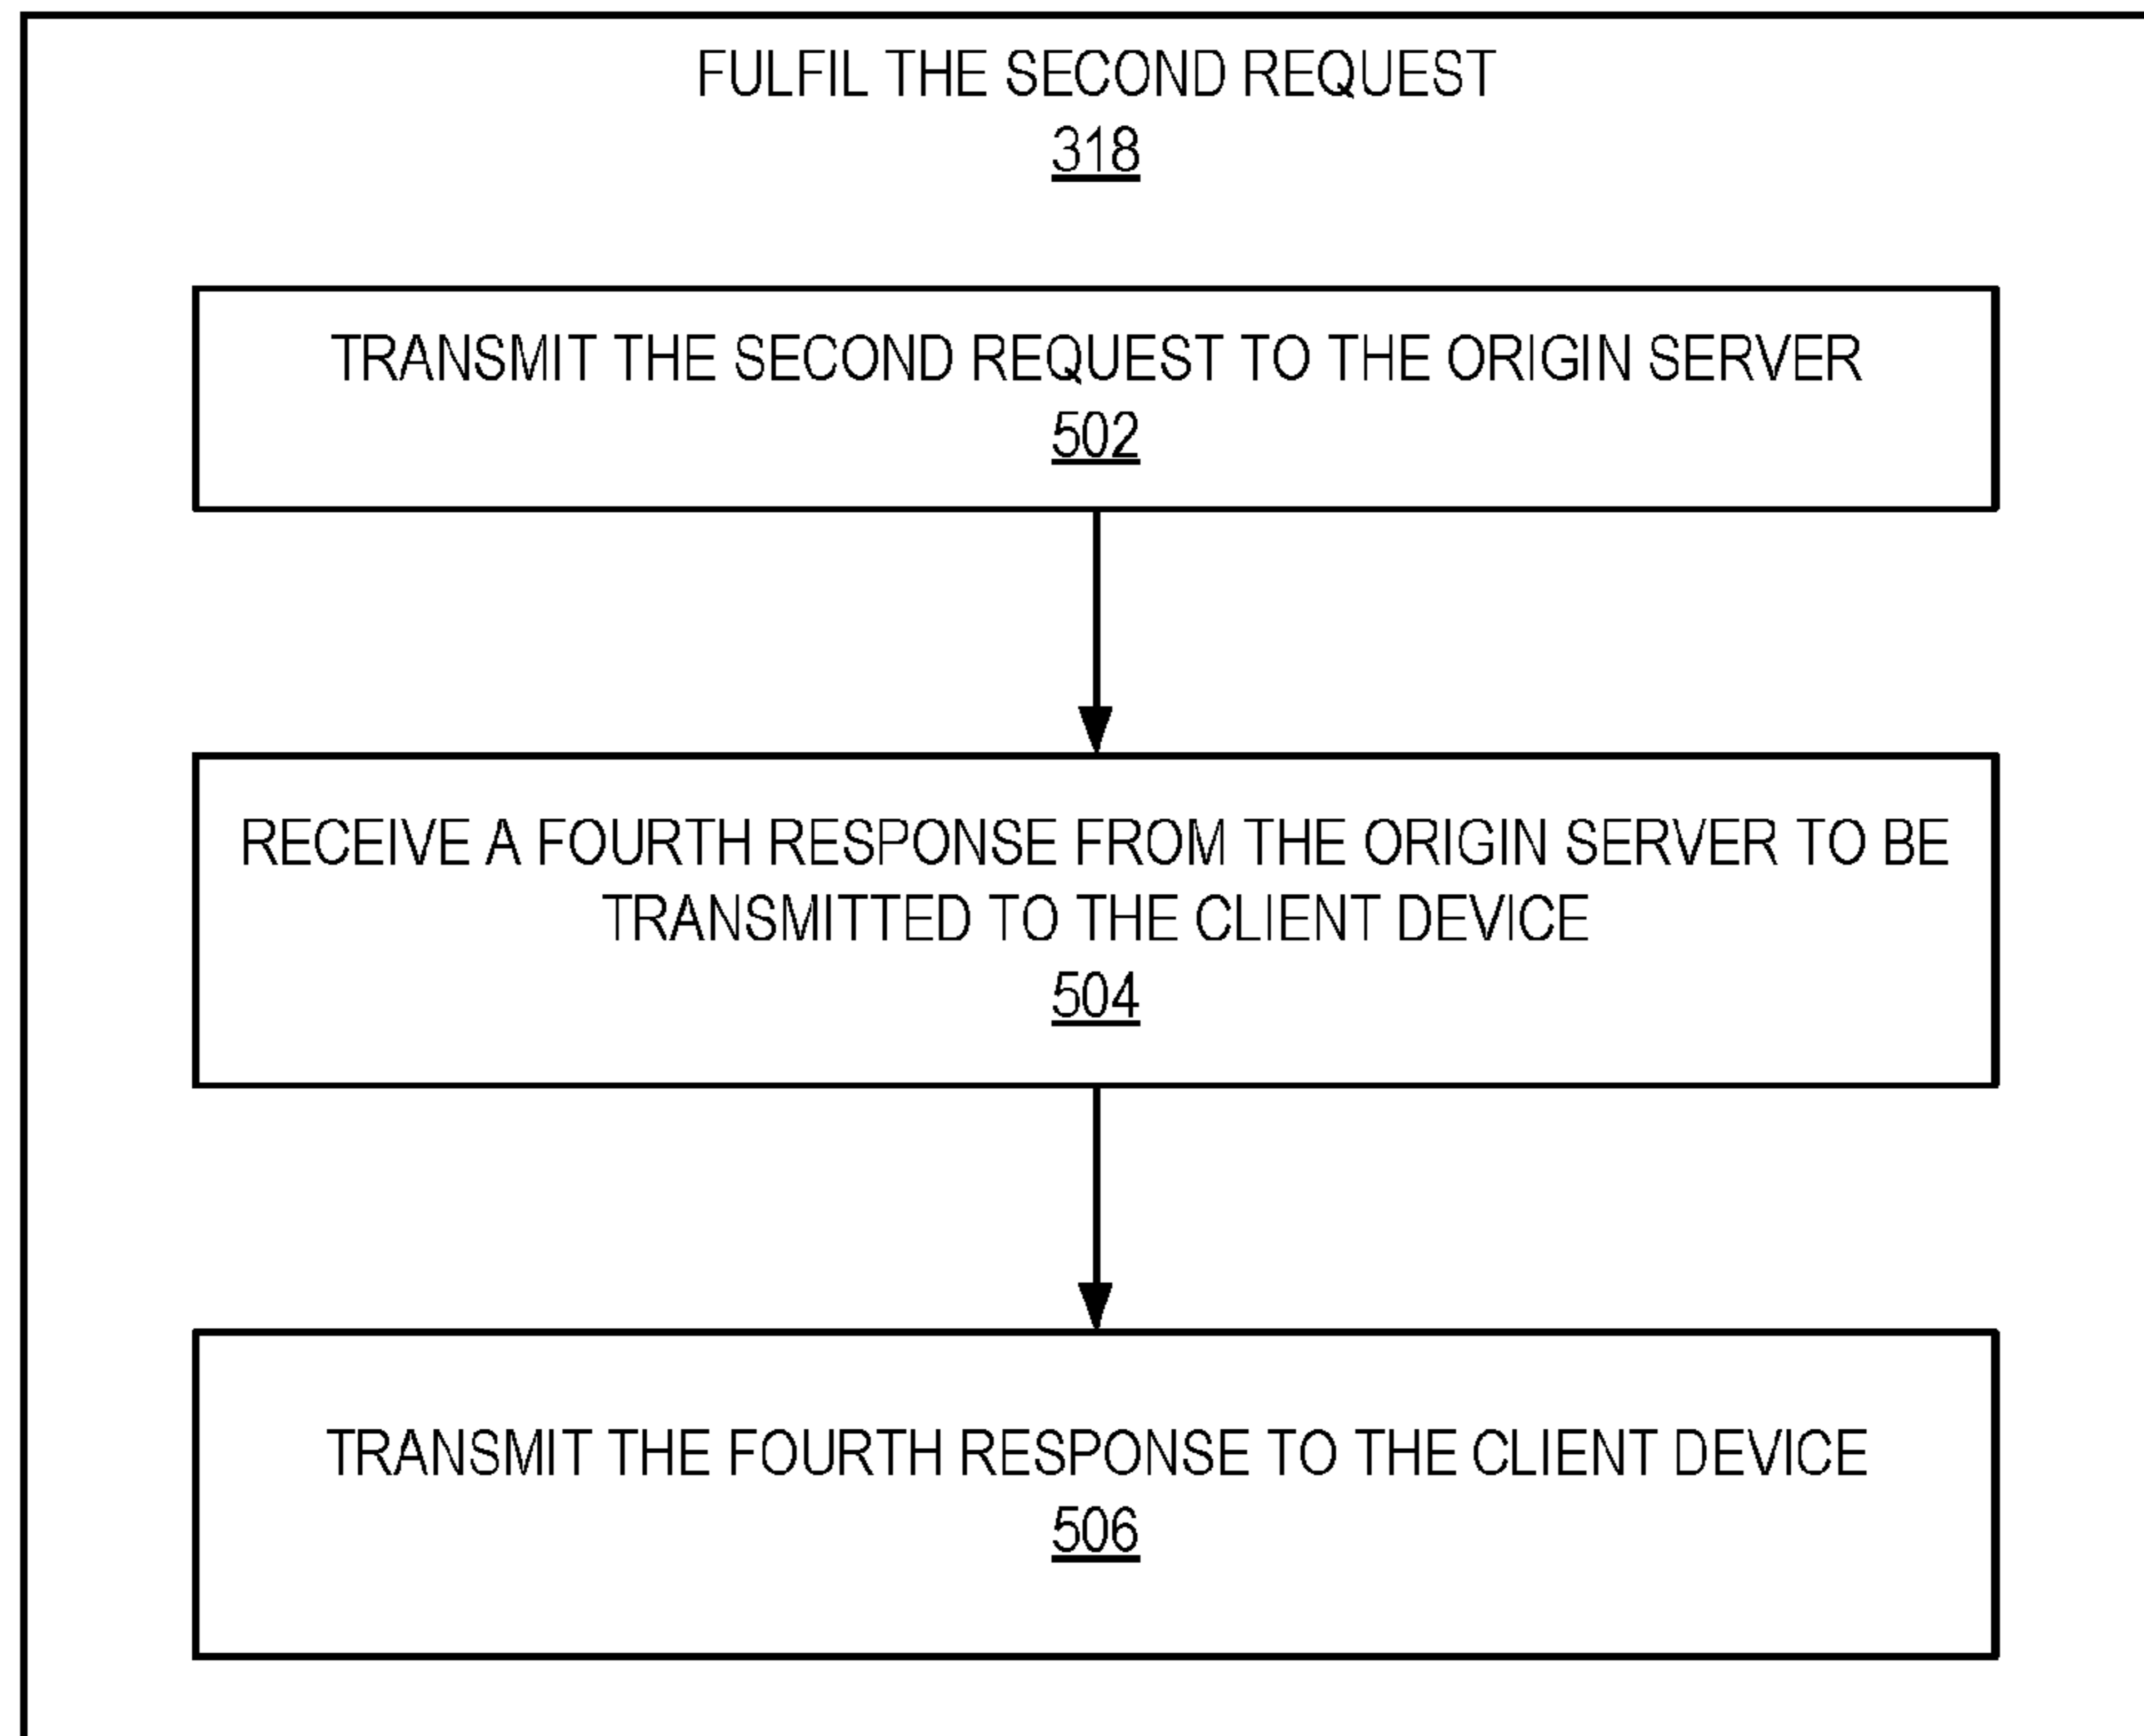 FULFIL THE SECOND REQUEST
318
TRANSMIT THE SECOND REQUEST TO THE ORIGIN SERVER
502
RECEIVE A FOURTH RESPONSE FROM THE ORIGIN SERVER TO BE
TRANSMITTED TO THE CLIENT DEVICE
504
TRANSMIT THE FOURTH RESPONSE TO THE CLIENT DEVICE
506